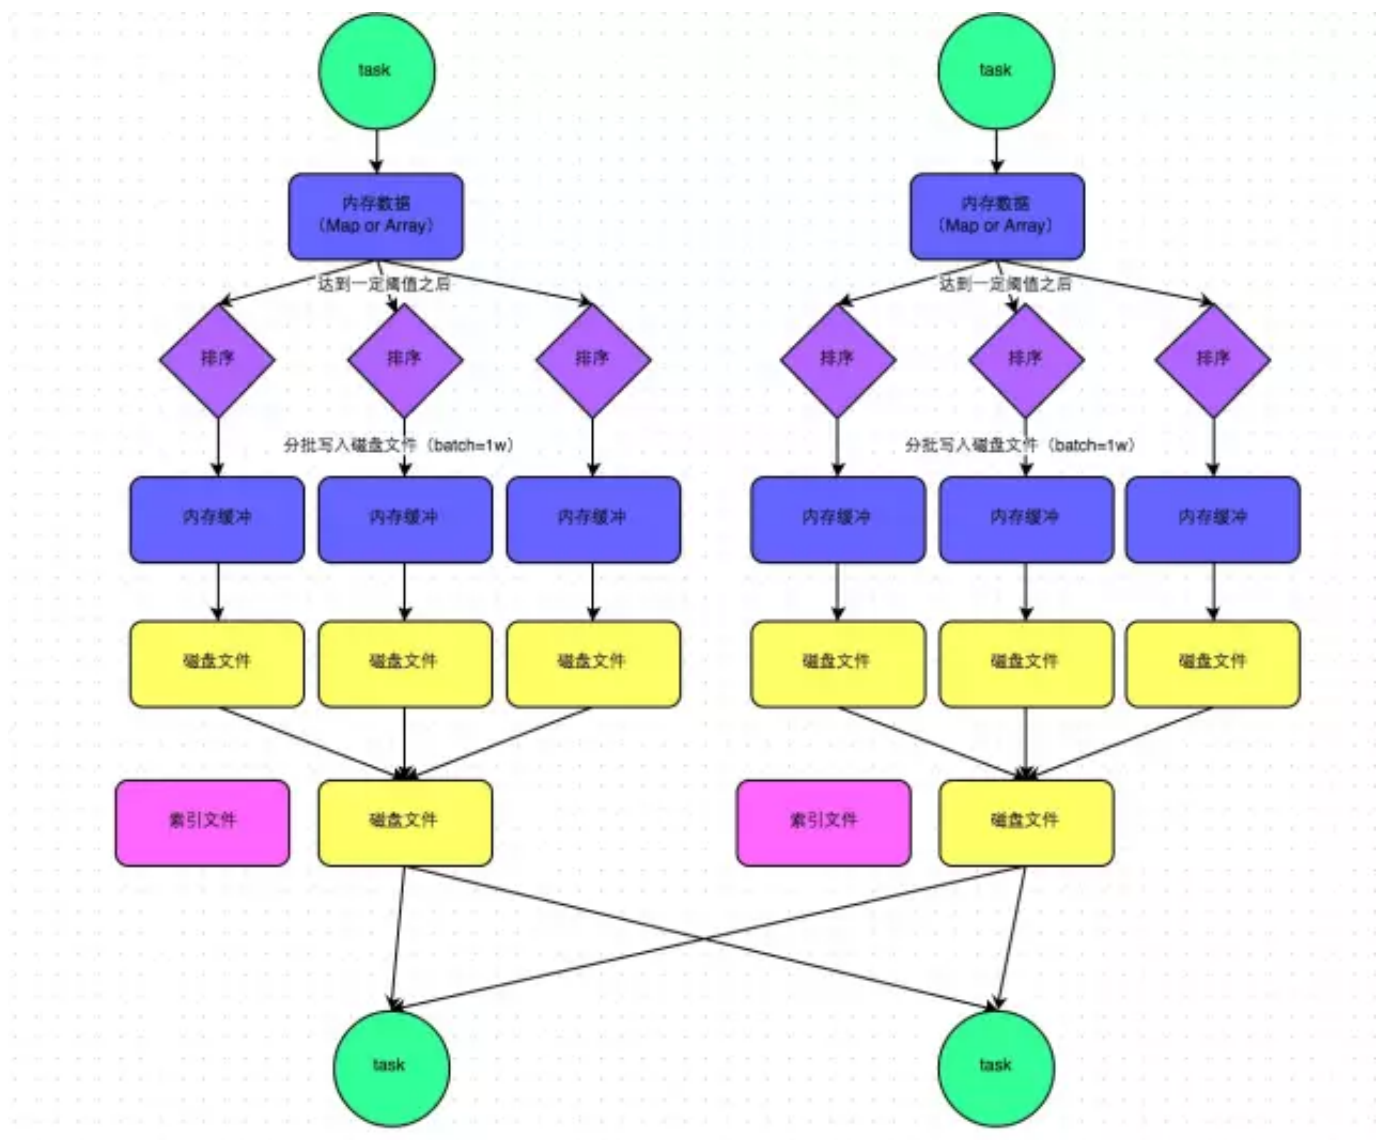 task
task
内存数据
（Map or Array）
内存数据
（Map or Array）
达到一定阈值之后
达到一定阈值之后
排序
排序
排序
排序
排序
排序
分批写入磁盘文件（batch=1w）
分批写入磁盘文件（batch=1w）
内存缓冲
内存缓冲
内存缓冲
内存缓冲
内存缓冲
内存缓冲
磁盘文件
磁盘文件
磁盘文件
磁盘文件
磁盘文件
磁盘文件
索引文件
磁盘文件
索引文件
磁盘文件
task
task